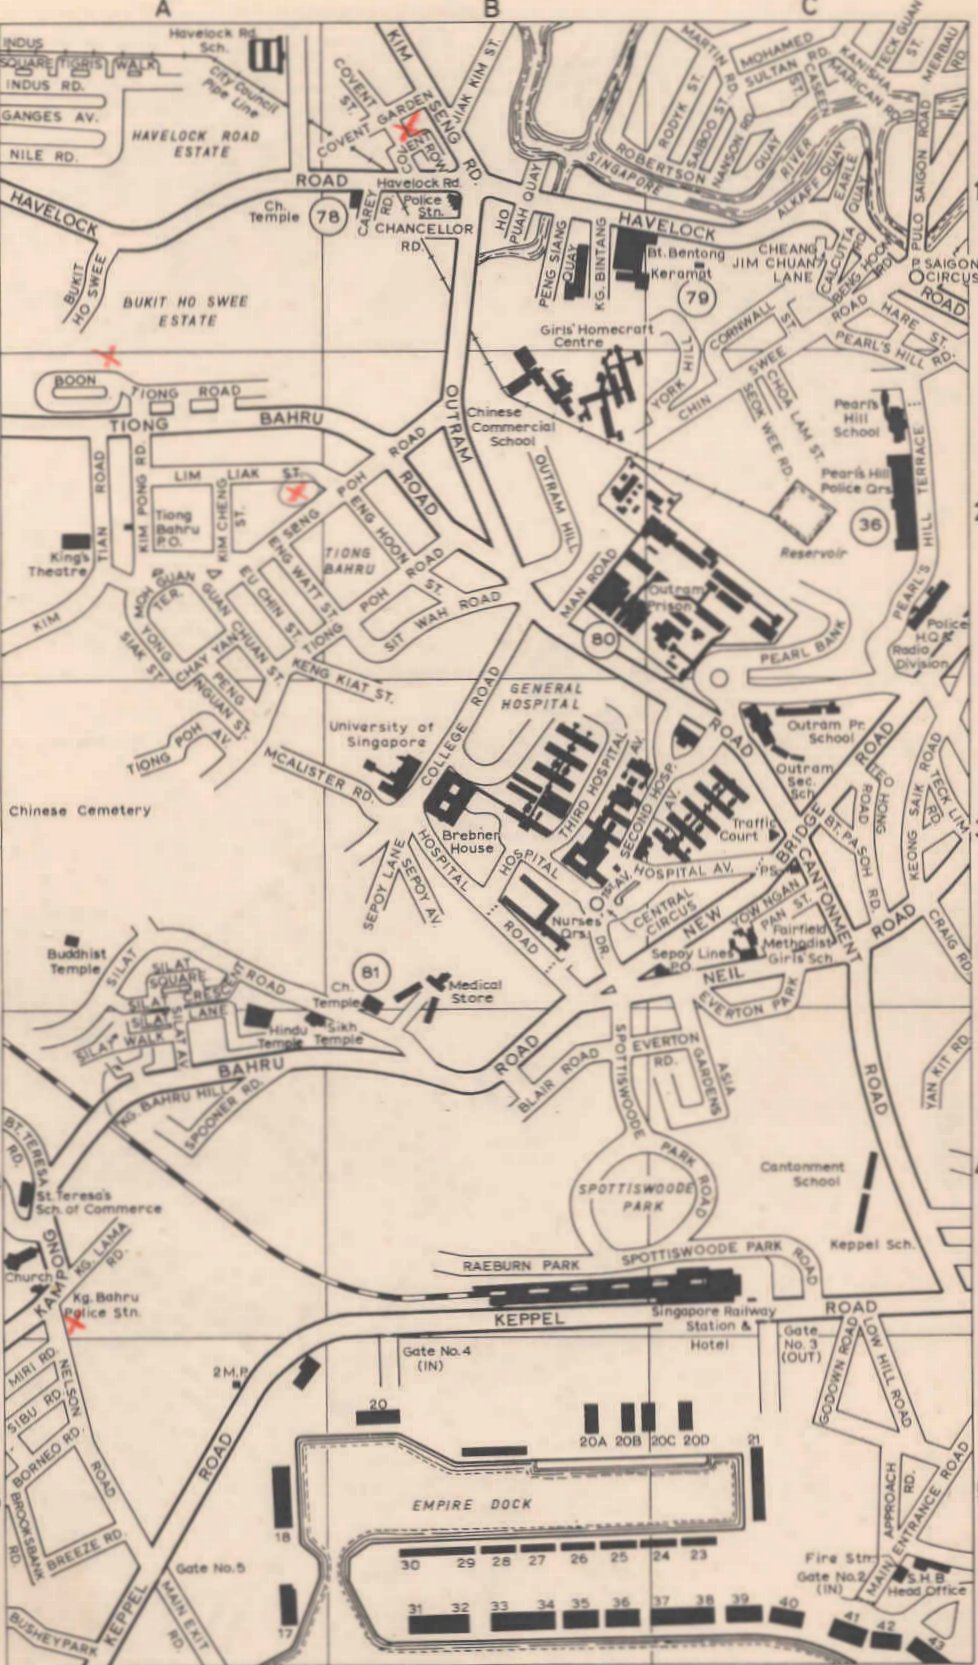 A
B
C
INDUS
SQUARE
TIGRIS
WALK
INDUS RD.
GANGES AV.
NILE RD.
Havelock Rd.
Sch.
City Council
Pipe Line
HAVELOCK ROAD
ESTATE
KIM
SENG
RD.
JIAK KIM ST.
COVENT
ST.
COVENT GARDEN
COVENT
ROW
HAVELOCK
ROAD
Ch.
Temple
78
CAREY
RD.
Havelock Rd.
Police
Stn.
CHANCELLOR
RD.
BUKIT
HO SWEE
BUKIT HO SWEE
ESTATE
MARTIN RD.
RODYK ST.
SAIBOO ST.
NANSON RD.
MOHAMED
SULTAN
RD.
CASEEN
ST
KANISHA
MARICAN RD.
TECK GUAN
ST.
MERBAU
RD.
ROBERTSON
QUAY
SINGAPORE
RIVER
ALKAFF QUAY
EARLE
QUAY
PULO SAIGON ROAD
HO
PUAH
QUAY
HAVELOCK
PENG SIANG
QUAY
KG. BINTANG
Bt. Bentong
Keramat
79
CHEANG
JIM CHUAN
LANE
CALCUTTA
RD.
BENG HOON
RD.
P. SAIGON
CIRCUS
ROAD
HARE ST.
PEARL'S HILL RD.
ROAD
CORNWALL
ST.
YORK
HILL
CHIN
SWEE
CHOA LAM ST.
SEOK WEE RD.
Girls' Homecraft
Centre
BOON
TIONG
ROAD
TIONG
BAHRU
ROAD
OUTRAM
ROAD
Chinese
Commercial
School
OUTRAM HILL
Pearl's
Hill
School
Pearl's Hill
Police Qrs.
36
PEARL'S
HILL
TERRACE
Reservoir
TIAN
ROAD
KIM PONG RD.
LIM
LIAK
ST.
KIM CHENG
ST.
Tiong
Bahru
P.O.
King's
Theatre
KIM
SENG
POH
ROAD
ENG HOON
ST.
ENG WATT ST.
EU CHIN ST.
TIONG
BAHRU
TIONG
POH
ROAD
SIT WAH ROAD
KENG KIAT ST.
MOH
GUAN
TER.
GUAN
CHUAN
ST.
YONG
SIAK ST.
CHAY YAN
PENG
NGUAN ST.
TIONG
POH
AV.
MAN ROAD
Outram
Prison
80
PEARL BANK
Police
H.Q.&
Radio
Division
GENERAL
HOSPITAL
University of
Singapore
COLLEGE
ROAD
MCALISTER RD.
ROAD
Outram Pr.
School
Outram
Sec.
Sch.
THIRD HOSPITAL
AV.
SECOND HOSP.
AV.
Traffic
Court
BRIDGE
ROAD
TEO HONG
ROAD
BT. PASOH RD.
KEONG
SAIK
ROAD
TECK LIM
RD.
CRAIG RD.
Chinese Cemetery
Brebner
House
SEPOY LANE
SEPOY AV.
HOSPITAL
ROAD
HOSPITAL
DR.
HOSPITAL AV.
Nurses'
Qrs.
CENTRAL
CIRCUS
NEW
PS.
YOW NGAN
PAN ST.
Fairfield
Methodist
Girls' Sch.
Sepoy Lines
P.O.
NEIL
ROAD
CANTONMENT
ROAD
EVERTON PARK
EVERTON
RD.
ASIA
GARDENS
Buddhist
Temple
SILAT
ROAD
SILAT
SQUARE
CRESCENT
SILAT
SILAT LANE
SILAT
WALK
SILAT AV.
81
Ch.
Temple
Medical
Store
Hindu
Temple
Sikh
Temple
BAHRU
ROAD
BLAIR ROAD
SPOTTISWOODE
PARK
ROAD
KG. BAHRU HILL
SPOONER RD.
YAN KIT RD.
BT. TERESA
RD.
St. Teresa's
Sch. of Commerce
KAMPONG
KG. LAMA
RD.
Church
Kg. Bahru
Police Stn.
SPOTTISWOODE
PARK
Cantonment
School
Keppel Sch.
RAEBURN PARK
SPOTTISWOODE PARK ROAD
KEPPEL
ROAD
Singapore Railway
Station &
Hotel
Gate No.4
(IN)
Gate
No.3
(OUT)
2 M.P.
MIRI RD.
SIBU RD.
BORNEO RD.
BROOKSBANK
RD.
NELSON
ROAD
BREEZE RD.
BUSHEY PARK
KEPPEL
ROAD
Gate No.5
MAIN EXIT
RD.
GODOWN ROAD
LOW HILL ROAD
20
20A
20B
20C
20D
21
EMPIRE DOCK
18
17
30
29
28
27
26
25
24
23
31
32
33
34
35
36
37
38
39
40
41
42
43
APPROACH
RD.
MAIN ENTRANCE ROAD
Fire Stn.
Gate No.2
(IN)
S.H.B.
Head Office